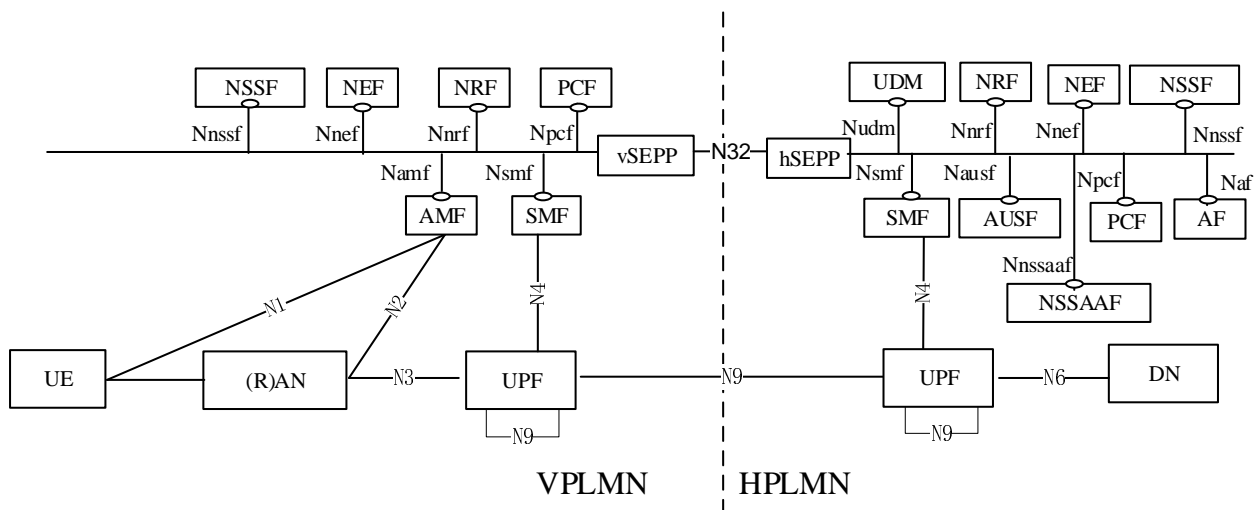 NSSF NEF NRF PCF UDM NRF NEF NSSF
Nnssf Nnef Nnrf Npcf Nudm Nnrf Nnef Nnssf
vSEPP N32 hSEPP
Namf Nsmf Nsmf Nausf Npcf Naf
AMF SMF SMF AUSF PCF AF
Nnssaaf
N1 N2 N4 N4 NSSAAF
UE (R)AN N3 UPF N9 UPF N6 DN
N9 N9
VPLMN HPLMN